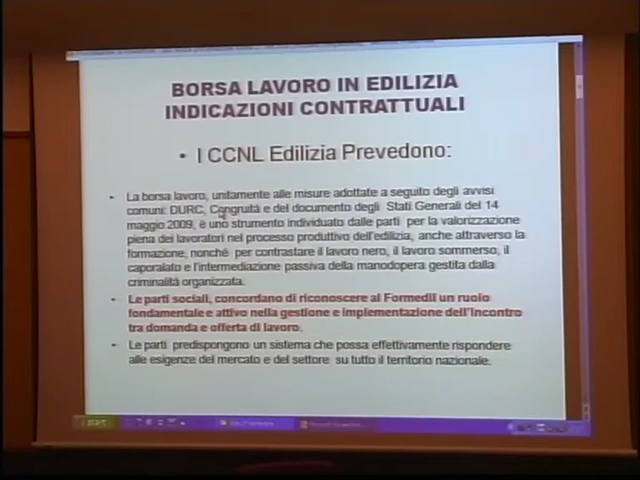 BORSA LAVORO IN EDILIZIA
INDICAZIONI CONTRATTUALI
• I CCNL Edilizia Prevedono:
- La borsa lavoro, unitamente alle misure adottate a seguito degli avvisi
comuni: DURC, Congruità e del documento degli Stati Generali del 14
maggio 2009, è uno strumento individuato dalle parti per la valorizzazione
piena dei lavoratori nel processo produttivo dell'edilizia, anche attraverso la
formazione, nonché per contrastare il lavoro nero, il lavoro sommerso, il
caporalato e l'intermediazione passiva della manodopera gestita dalla
criminalità organizzata.
- Le parti sociali, concordano di riconoscere al Formedil un ruolo
fondamentale e attivo nella gestione e implementazione dell'incontro
tra domanda e offerta di lavoro.
- Le parti predispongono un sistema che possa effettivamente rispondere
alle esigenze del mercato e del settore su tutto il territorio nazionale.
START